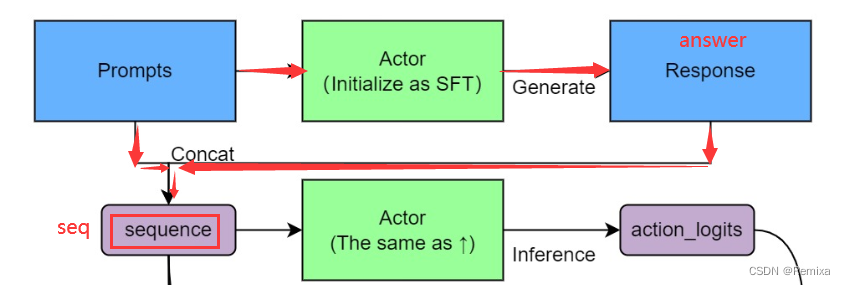 answer
Prompts
Actor
(Initialize as SFT)
Generate
Response
Concat
seq
sequence
Actor
(The same as ↑)
Inference
action_logits
CSDN @Remixa